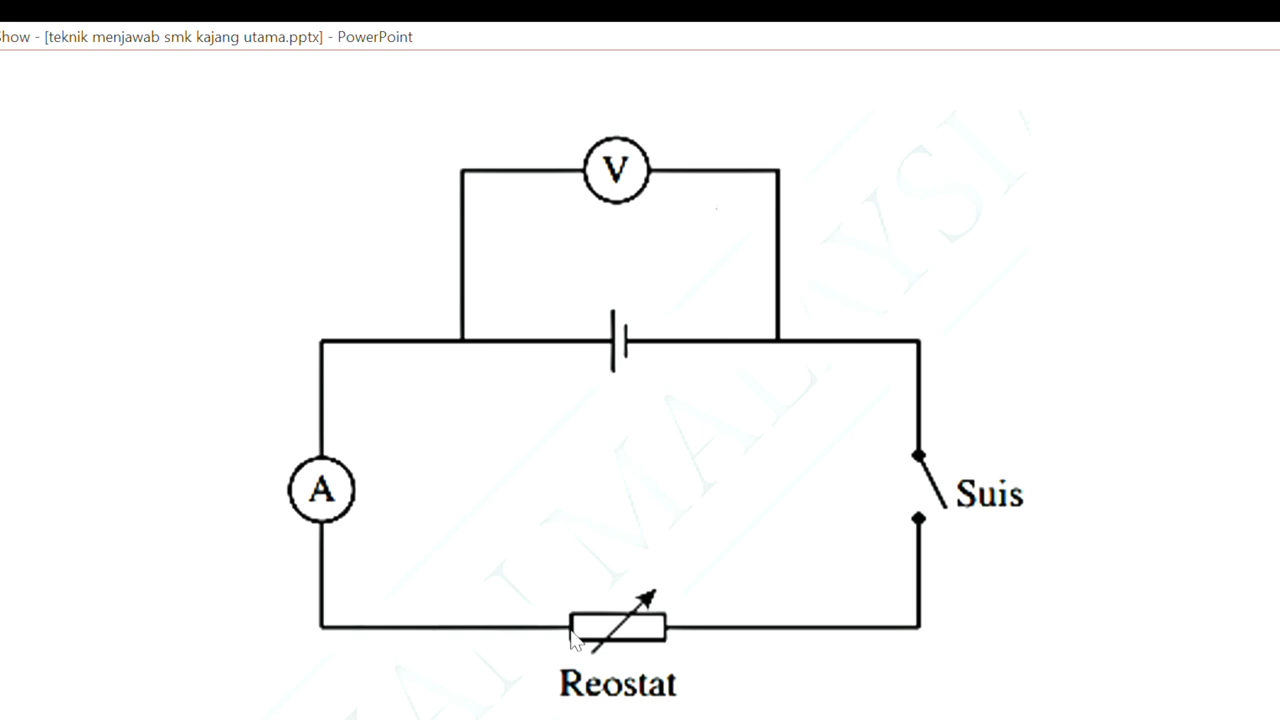 Show - [teknik menjawab smk kajang utama.pptx] - PowerPoint
V
A
Suis
Reostat